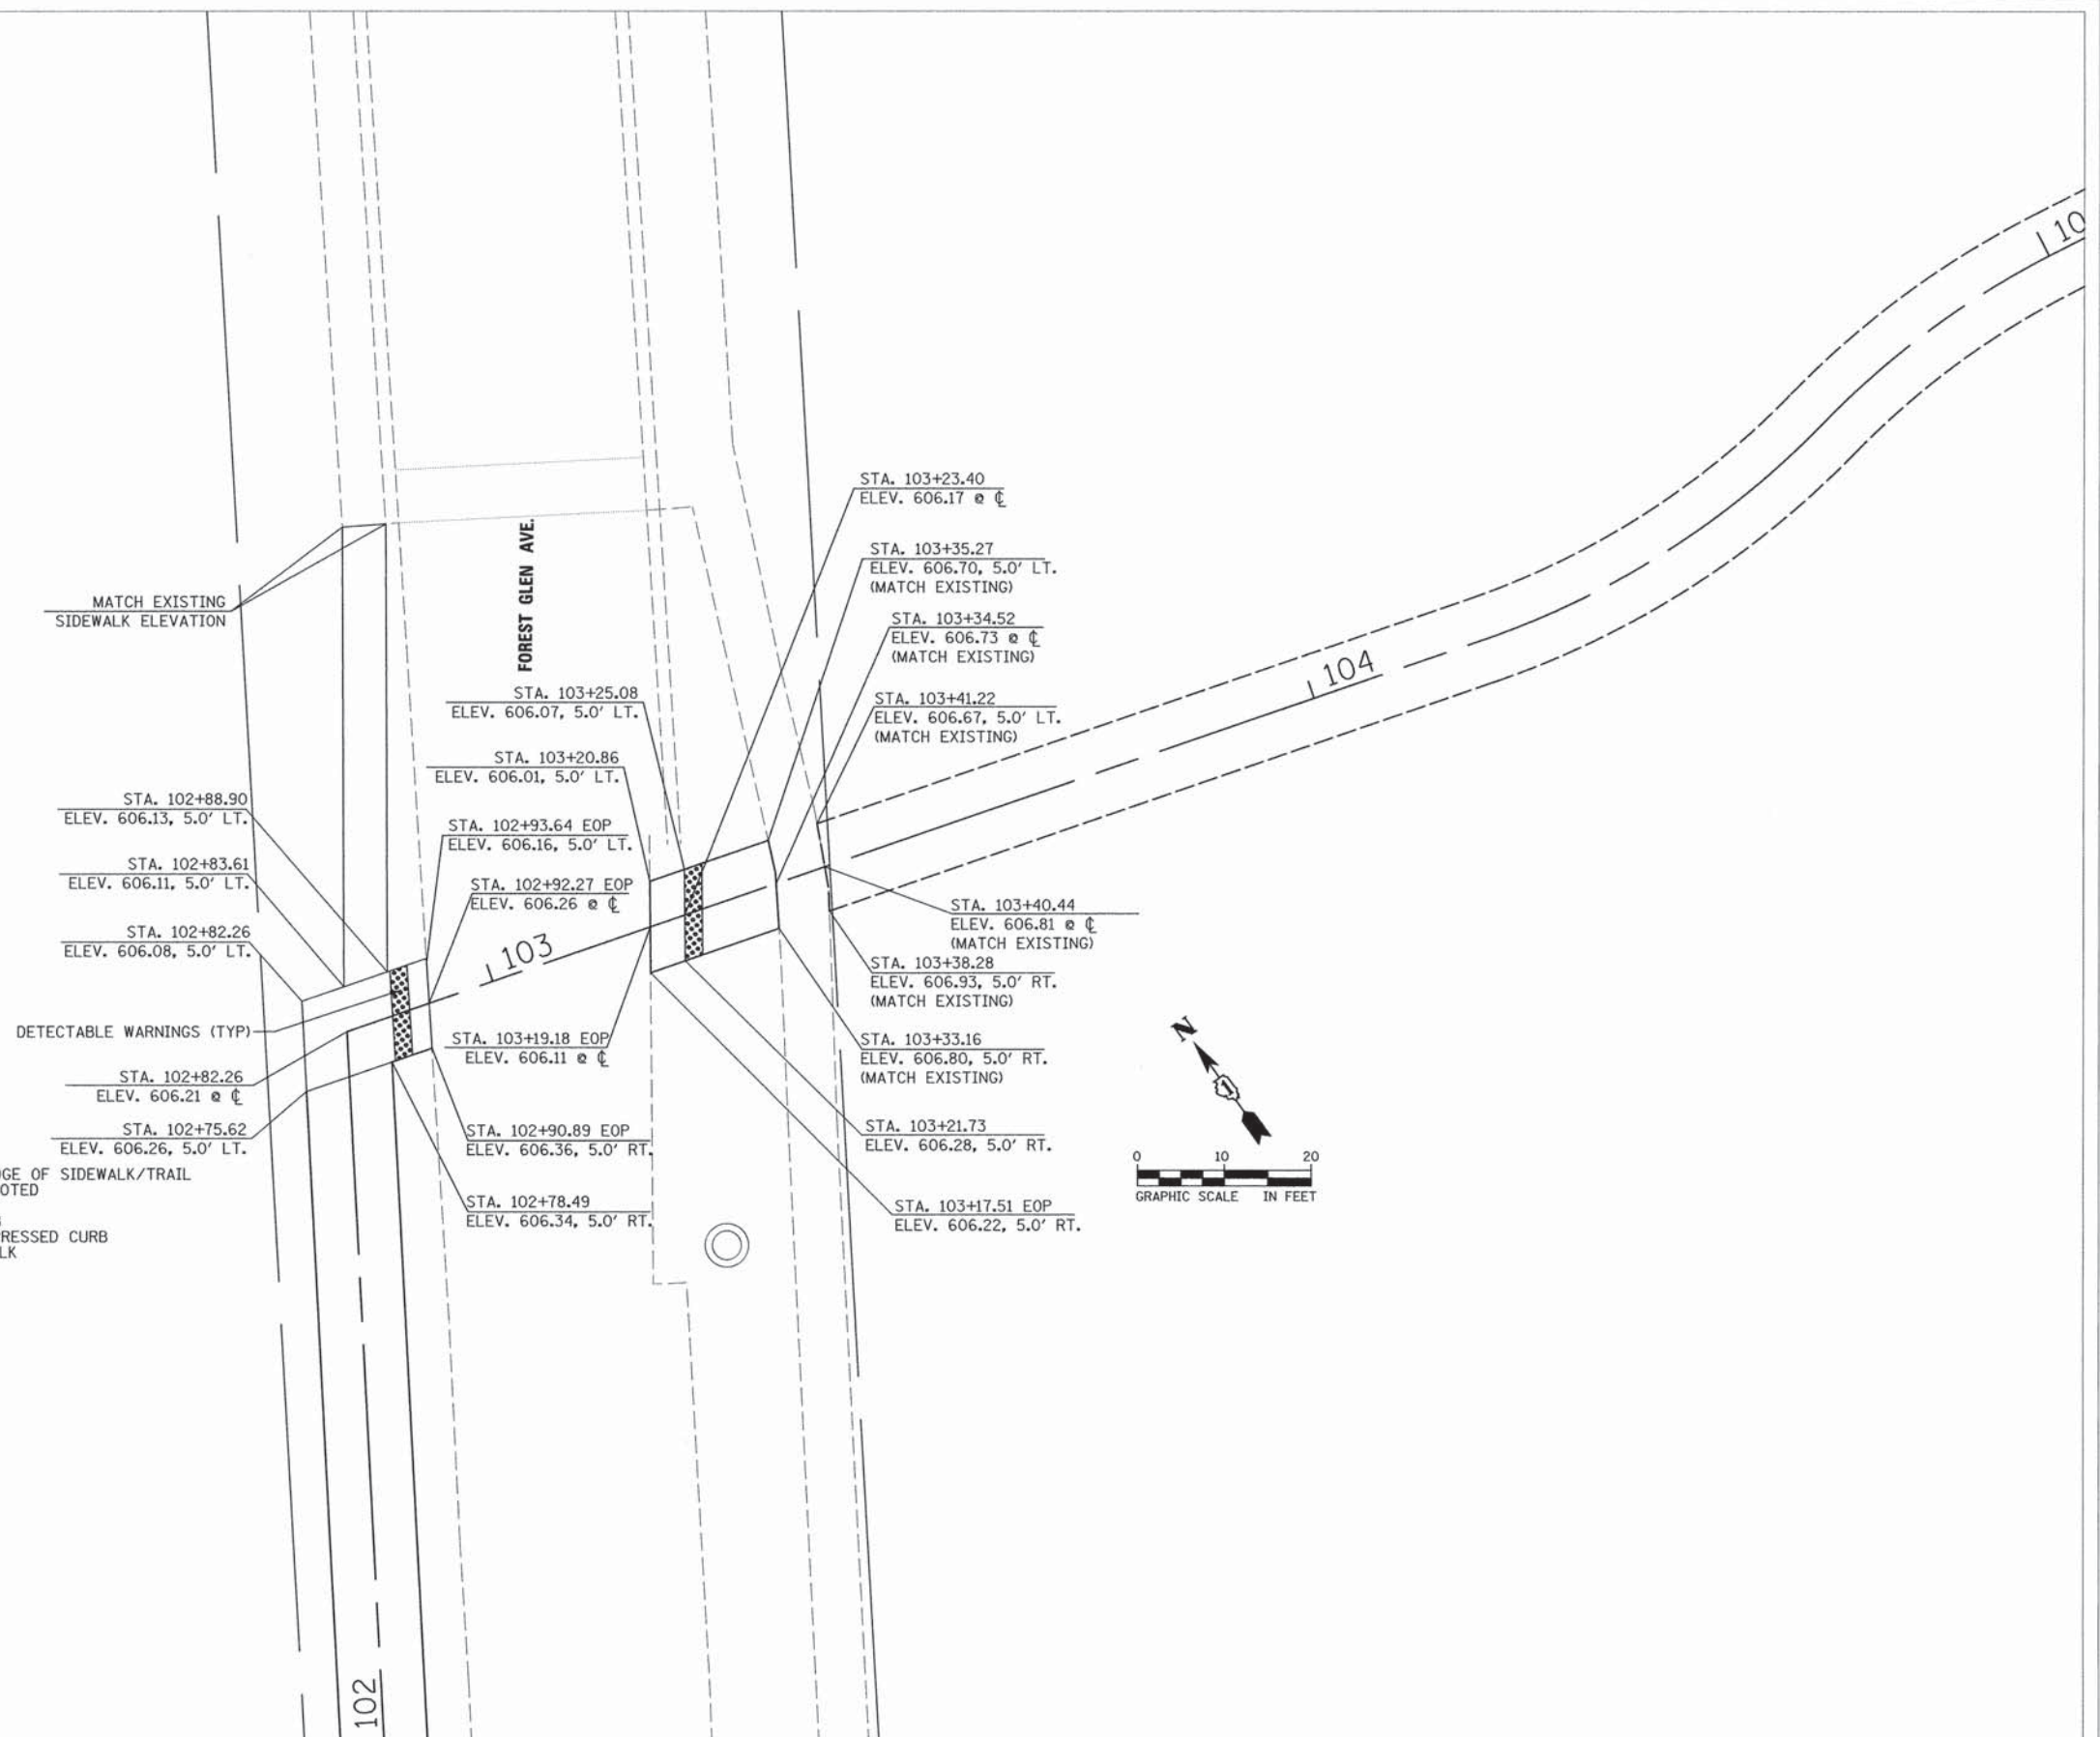 10
STA. 103+23.40
ELEV. 606.17 @ ℄
STA. 103+35.27
ELEV. 606.70, 5.0' LT.
(MATCH EXISTING)
FOREST GLEN AVE.
MATCH EXISTING
SIDEWALK ELEVATION
STA. 103+34.52
ELEV. 606.73 @ ℄
(MATCH EXISTING)
104
STA. 103+25.08
ELEV. 606.07, 5.0' LT.
STA. 103+41.22
ELEV. 606.67, 5.0' LT.
(MATCH EXISTING)
STA. 103+20.86
ELEV. 606.01, 5.0' LT.
STA. 102+88.90
ELEV. 606.13, 5.0' LT.
STA. 102+93.64 EOP
ELEV. 606.16, 5.0' LT.
STA. 102+83.61
ELEV. 606.11, 5.0' LT.
STA. 102+92.27 EOP
ELEV. 606.26 @ ℄
STA. 103+40.44
ELEV. 606.81 @ ℄
(MATCH EXISTING)
STA. 102+82.26
ELEV. 606.08, 5.0' LT.
103
STA. 103+38.28
ELEV. 606.93, 5.0' RT.
(MATCH EXISTING)
DETECTABLE WARNINGS (TYP)
STA. 103+19.18 EOP
ELEV. 606.11 @ ℄
STA. 103+33.16
ELEV. 606.80, 5.0' RT.
(MATCH EXISTING)
N
1
STA. 102+82.26
ELEV. 606.21 @ ℄
STA. 102+75.62
ELEV. 606.26, 5.0' LT.
STA. 102+90.89 EOP
ELEV. 606.36, 5.0' RT.
STA. 103+21.73
ELEV. 606.28, 5.0' RT.
0 10 20
GRAPHIC SCALE IN FEET
GE OF SIDEWALK/TRAIL
OTED
STA. 102+78.49
ELEV. 606.34, 5.0' RT.
STA. 103+17.51 EOP
ELEV. 606.22, 5.0' RT.
RESSED CURB
LK
102